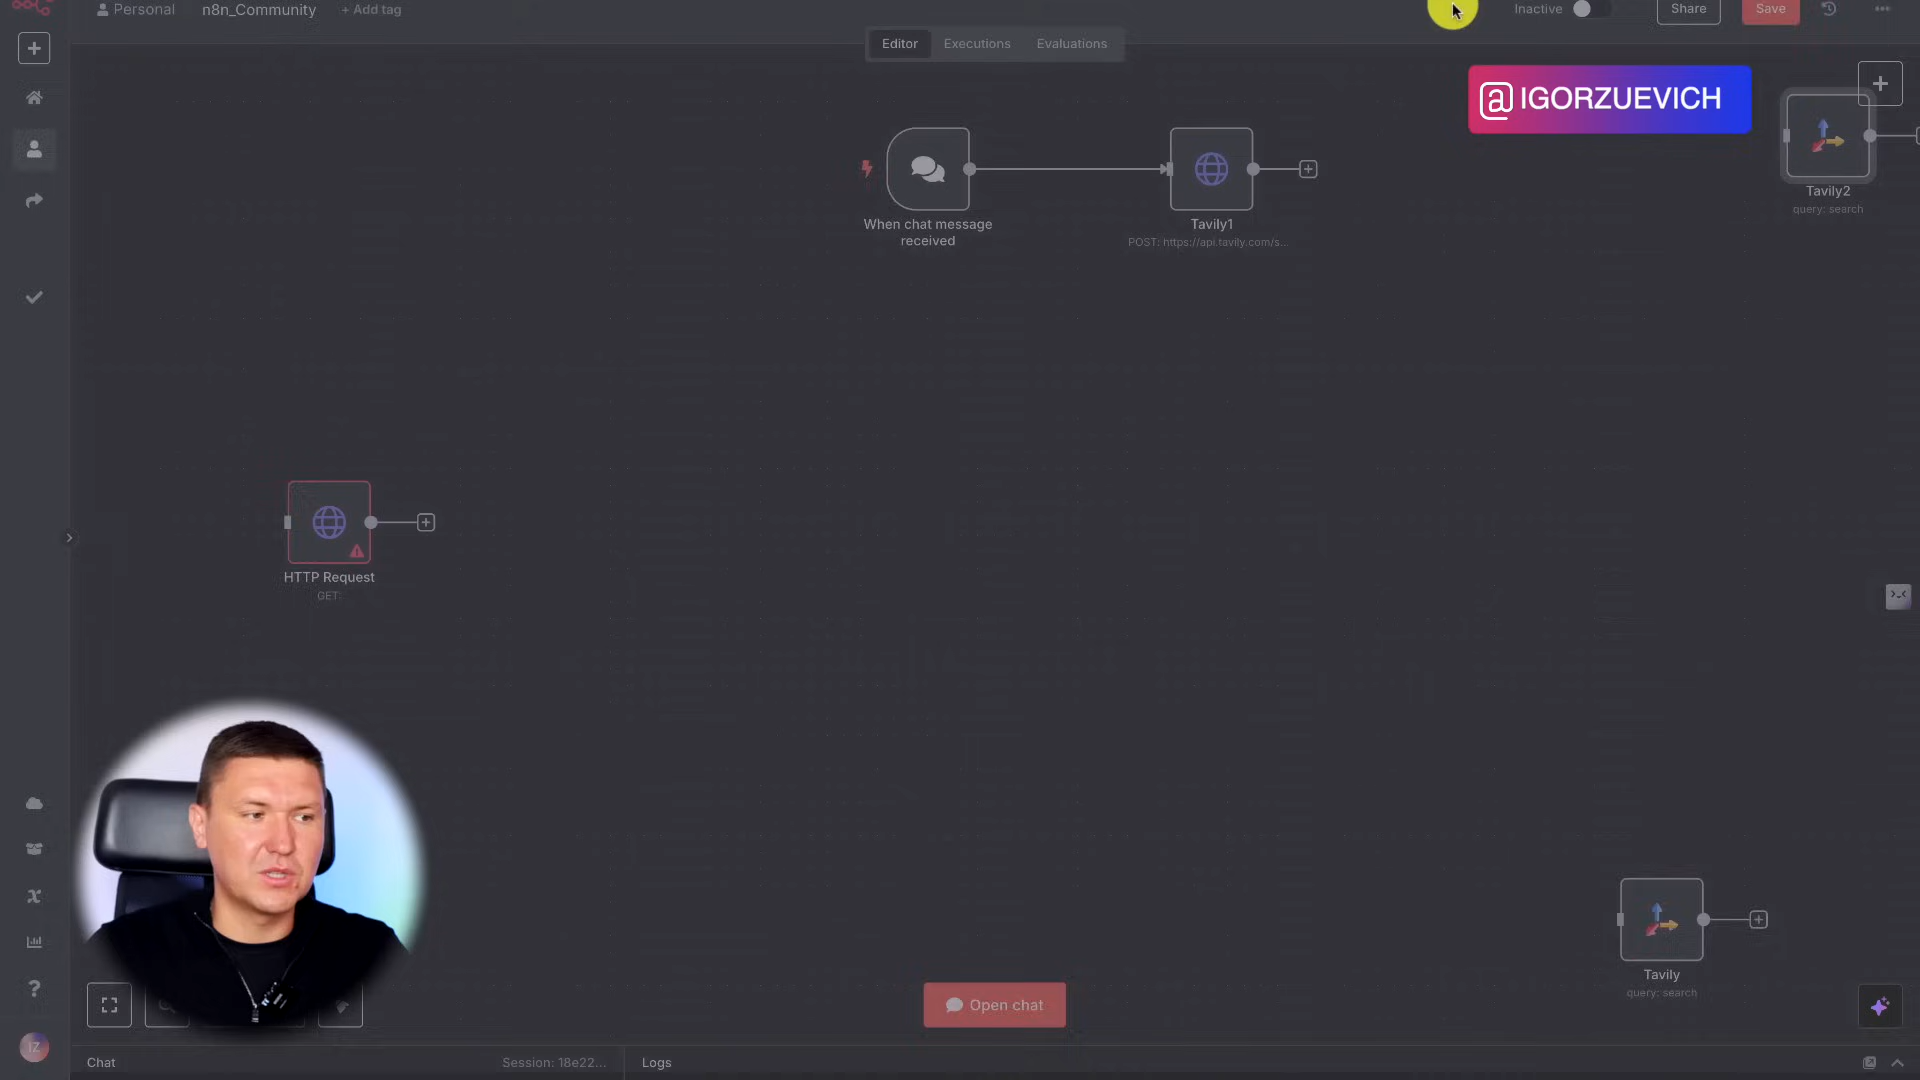 Personal
n8n_Community
+ Add tag
Inactive
Share
Save
Editor
Executions
Evaluations
@IGORZUEVICH
When chat message
received
Tavily1
POST: https://api.tavily.com/s...
Tavily2
query: search
HTTP Request
GET:
Tavily
query: search
Open chat
IZ
Chat
Session: 18e22...
Logs